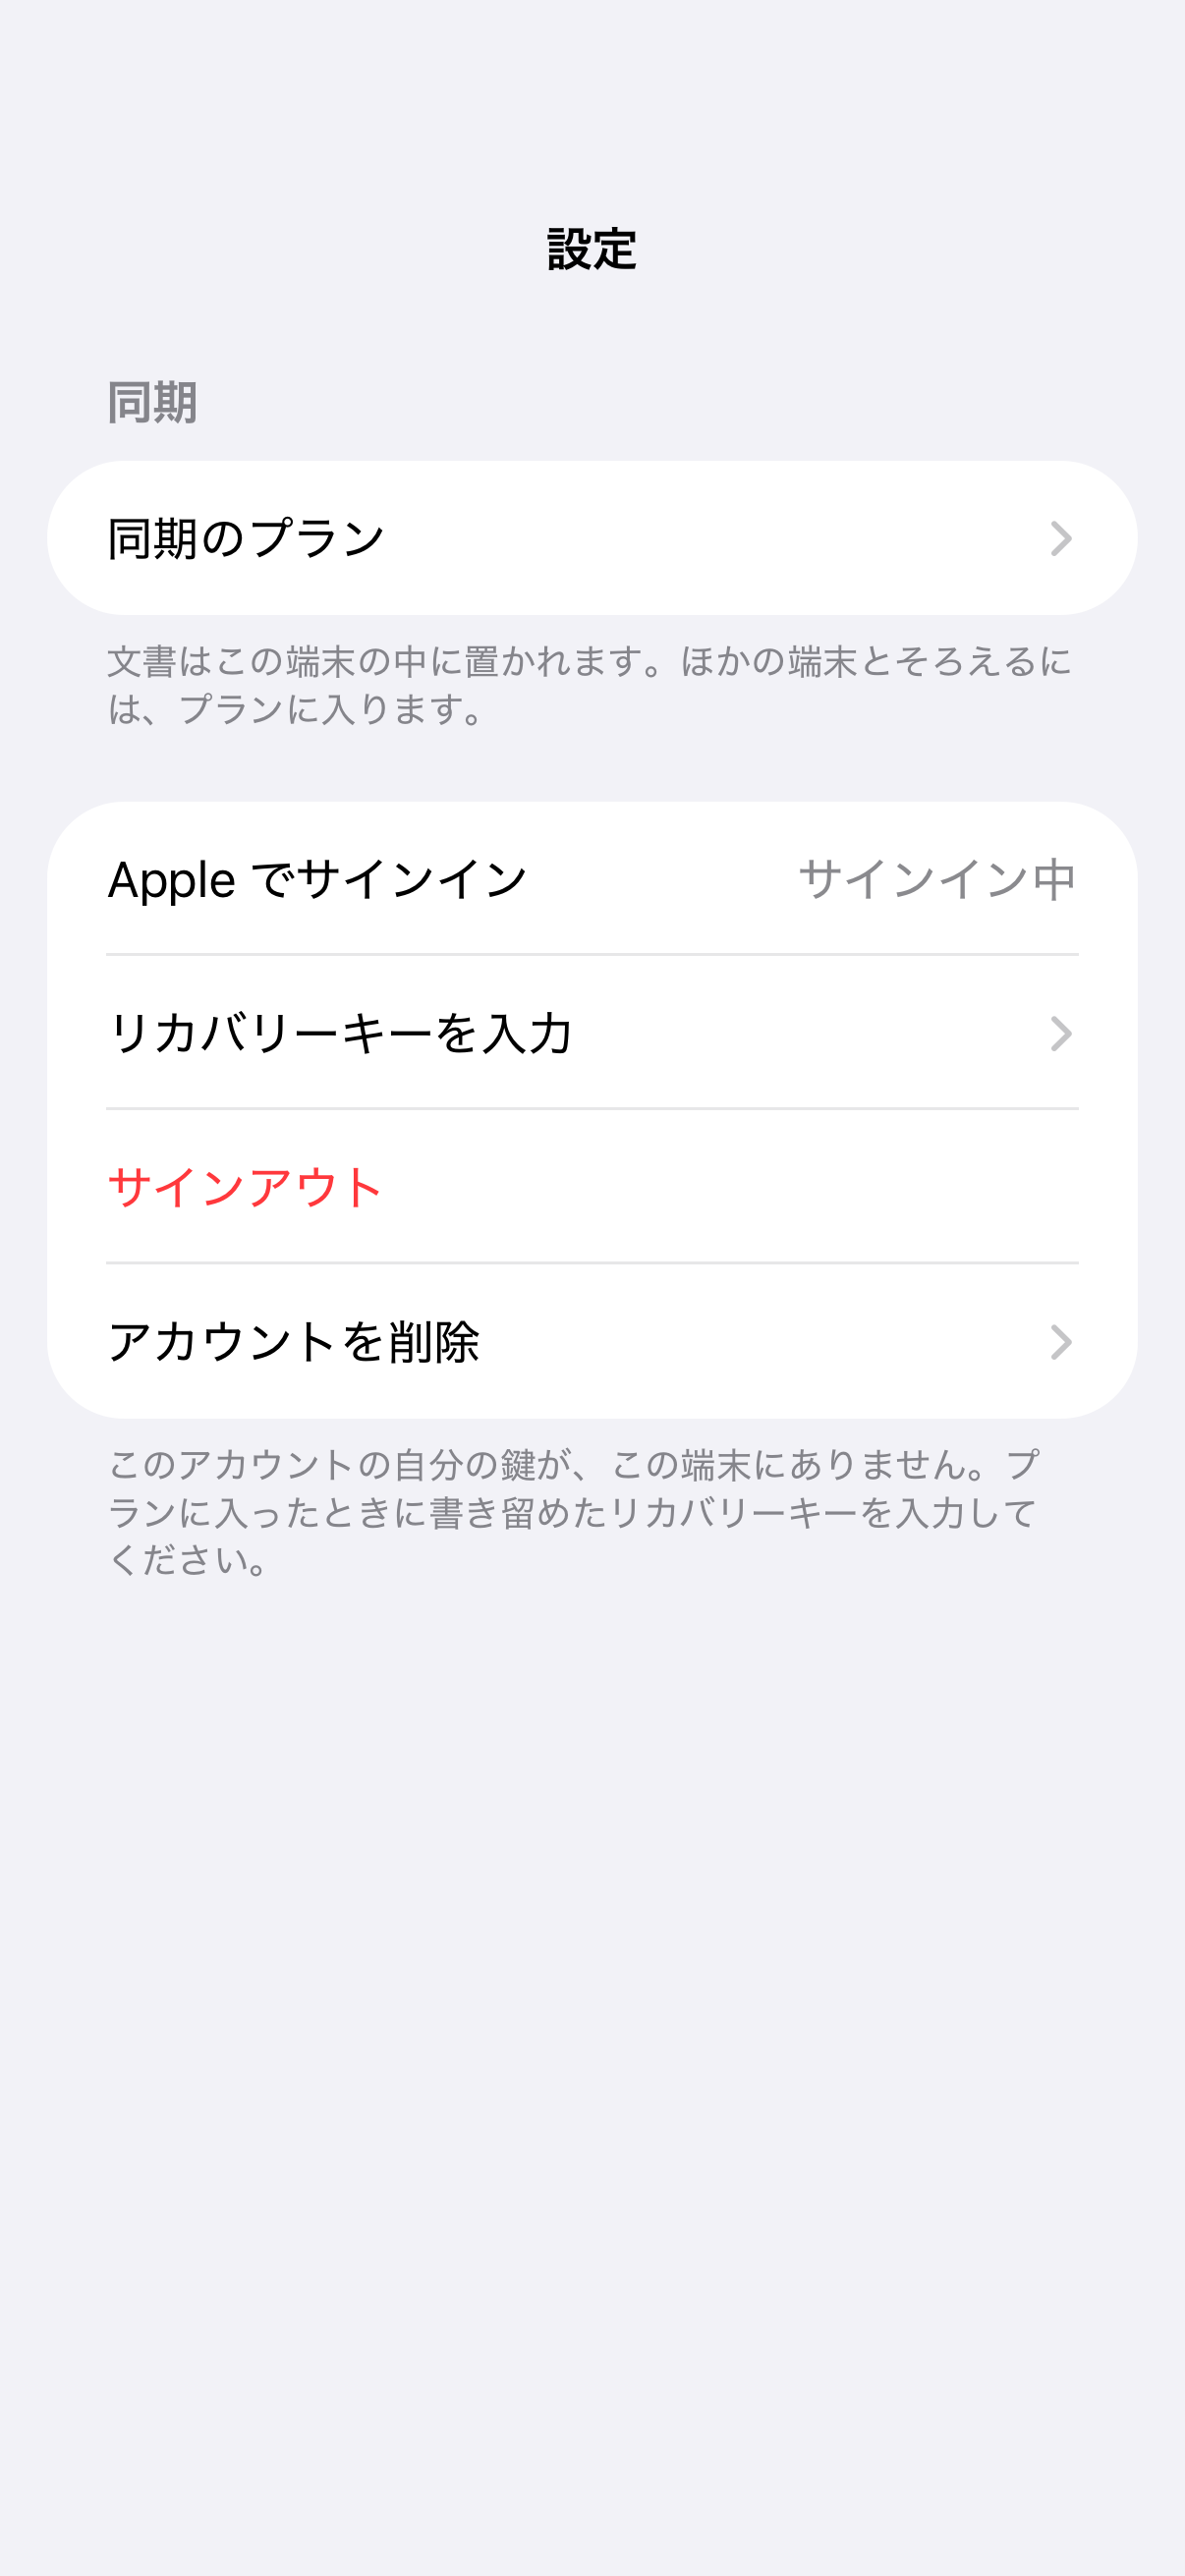 設定
同期
同期のプラン
文書はこの端末の中に置かれます。ほかの端末とそろえるに
は、プランに入ります。
Apple でサインイン サインイン中
リカバリーキーを入力
サインアウト
アカウントを削除
このアカウントの自分の鍵が、この端末にありません。プ
ランに入ったときに書き留めたリカバリーキーを入力して
ください。